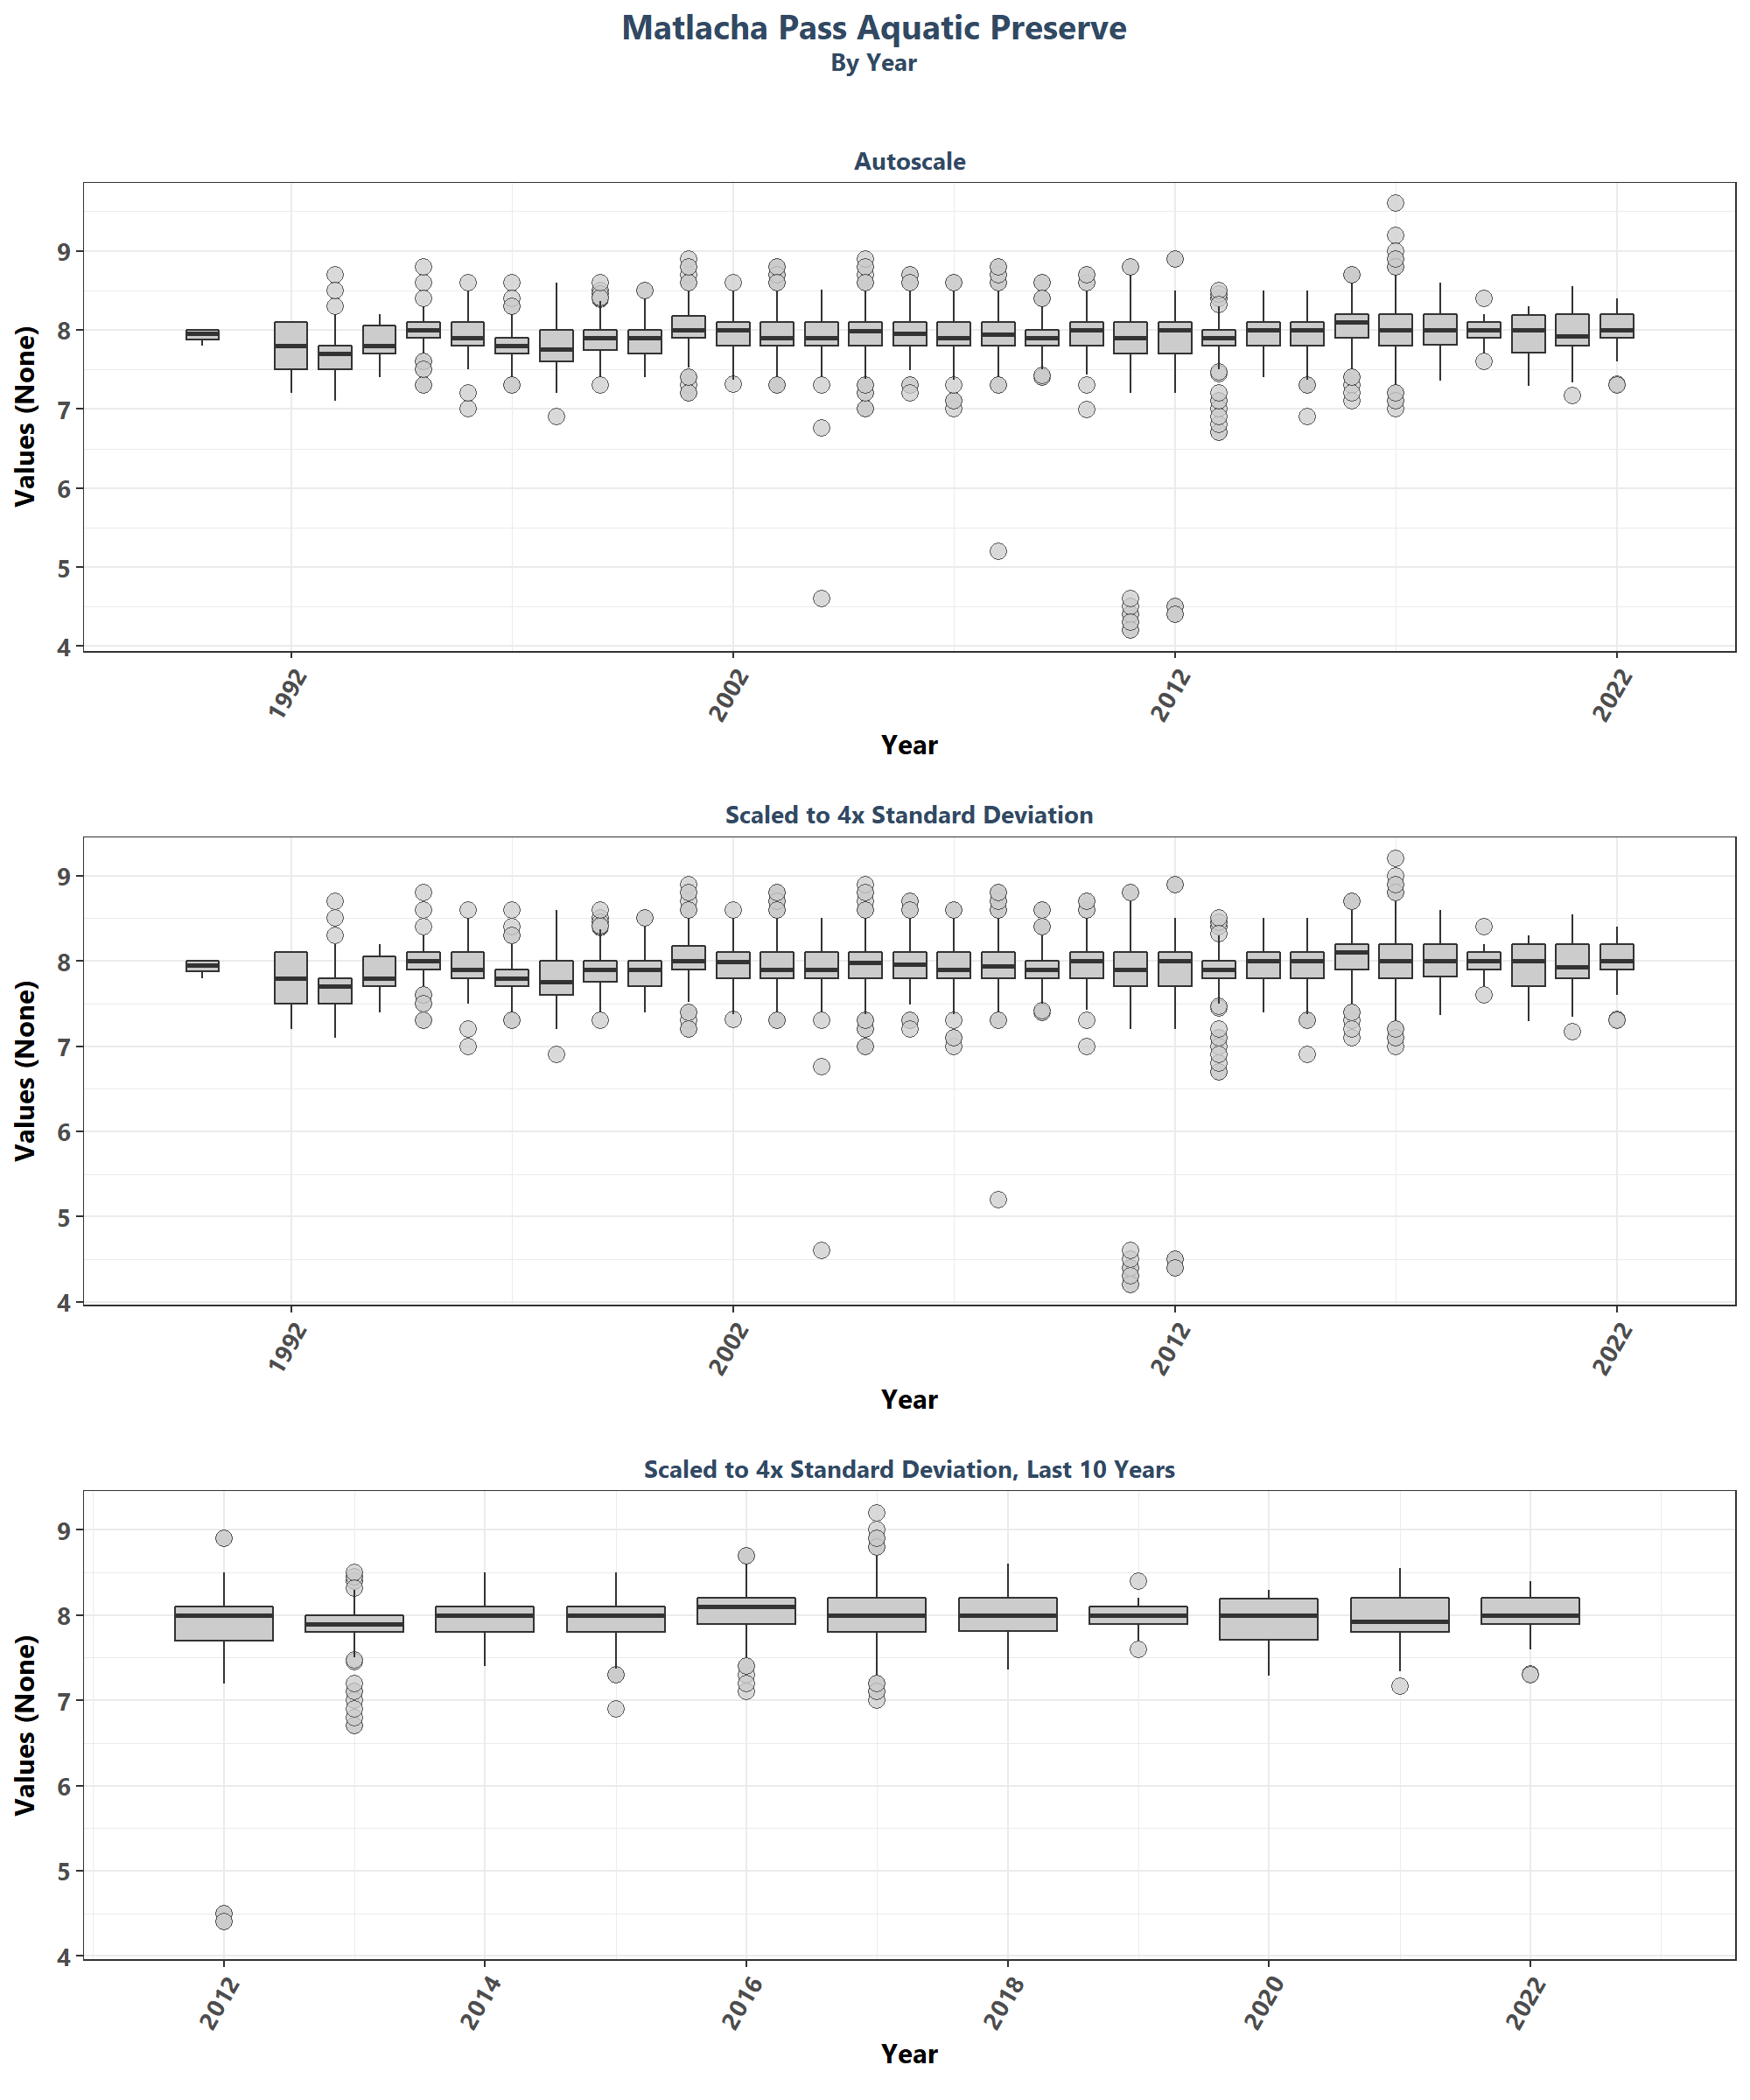 Matlacha Pass Aquatic Preserve
By Year
Autoscale
Values (None)
9
8
7
6
5
4
1992
2002
2012
2022
Year
Scaled to 4x Standard Deviation
Values (None)
9
8
7
6
5
4
1992
2002
2012
2022
Year
Scaled to 4x Standard Deviation, Last 10 Years
Values (None)
9
8
7
6
5
4
2012
2014
2016
2018
2020
2022
Year